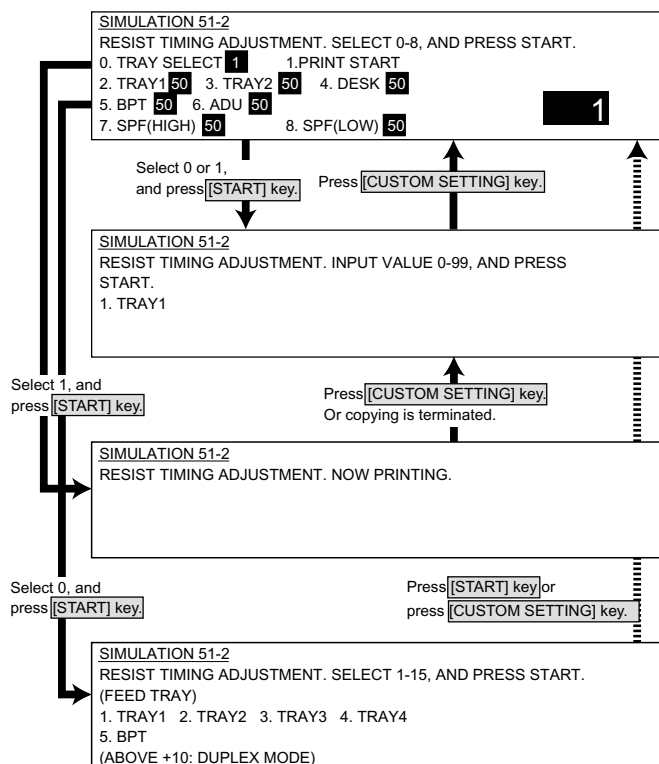 SIMULATION 51-2
RESIST TIMING ADJUSTMENT. SELECT 0-8, AND PRESS START.
0. TRAY SELECT 1 1.PRINT START
2. TRAY1 50 3. TRAY2 50 4. DESK 50
5. BPT 50 6. ADU 50
1
7. SPF(HIGH) 50 8. SPF(LOW) 50
Select 0 or 1,
and press [START] key.
Press [CUSTOM SETTING] key.
SIMULATION 51-2
RESIST TIMING ADJUSTMENT. INPUT VALUE 0-99, AND PRESS
START.
1. TRAY1
Select 1, and
press [START] key.
Press [CUSTOM SETTING] key.
Or copying is terminated.
SIMULATION 51-2
RESIST TIMING ADJUSTMENT. NOW PRINTING.
Select 0, and
press [START] key.
Press [START] key or
press [CUSTOM SETTING] key.
SIMULATION 51-2
RESIST TIMING ADJUSTMENT. SELECT 1-15, AND PRESS START.
(FEED TRAY)
1. TRAY1 2. TRAY2 3. TRAY3 4. TRAY4
5. BPT
(ABOVE +10: DUPLEX MODE)